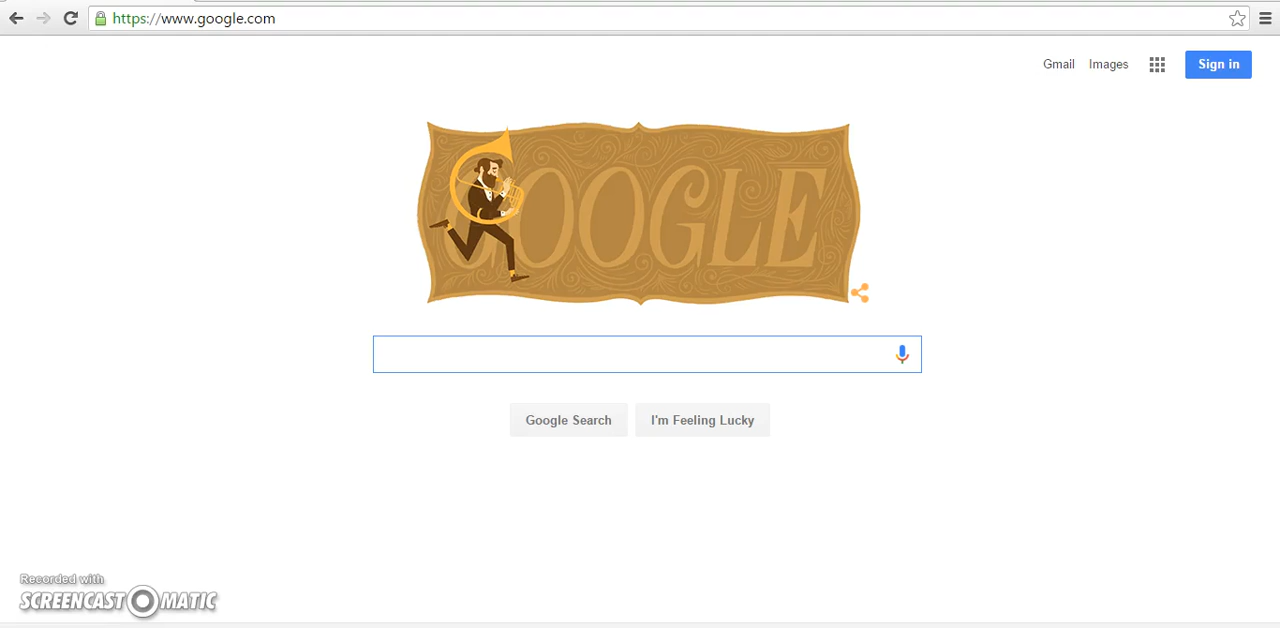 https://www.google.com
Gmail Images Sign in
GOOGLE
Google Search I'm Feeling Lucky
Recorded with
SCREENCAST-O-MATIC